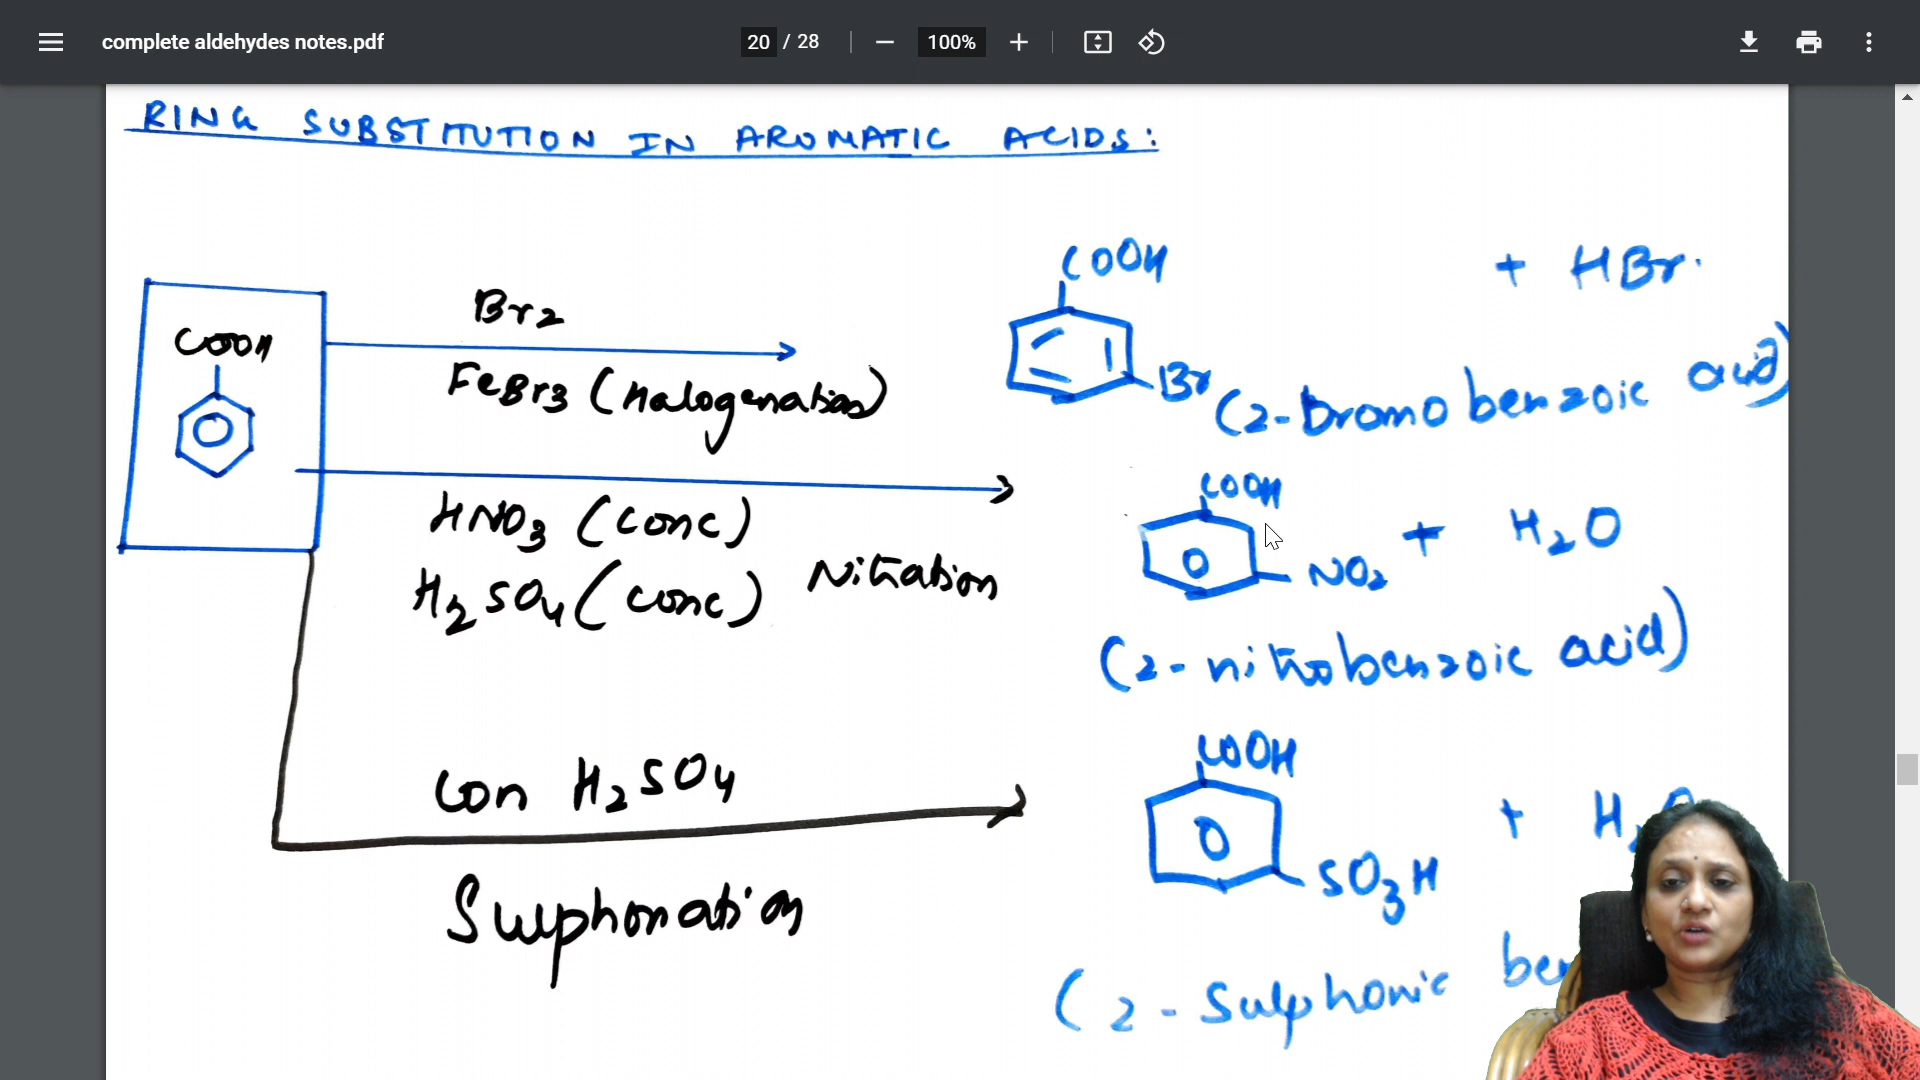 complete aldehydes notes.pdf
20 / 28
100%
RING SUBSTITUTION IN AROMATIC ACIDS:
COOH
Br2
FeBr3 (Halogenation)
COOH
Br
+ HBr.
(2-bromo benzoic acid)
HNO3 (conc)
H2SO4 (conc)
Nitration
COOH
NO2
+ H2O
(2-nitrobenzoic acid)
Con H2SO4
Sulphonation
COOH
SO3H
+
(2-Sulphonic